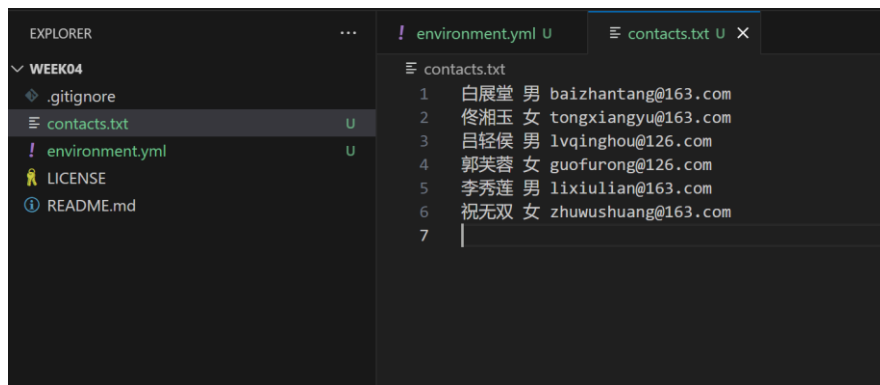 EXPLORER ...
WEEK04
.gitignore
contacts.txt U
! environment.yml U
LICENSE
README.md
! environment.yml U contacts.txt U
contacts.txt
1 白展堂 男 baizhantang@163.com
2 佟湘玉 女 tongxiangyu@163.com
3 吕轻侯 男 lvqinghou@126.com
4 郭芙蓉 女 guofurong@126.com
5 李秀莲 男 lixiulian@163.com
6 祝无双 女 zhuwushuang@163.com
7